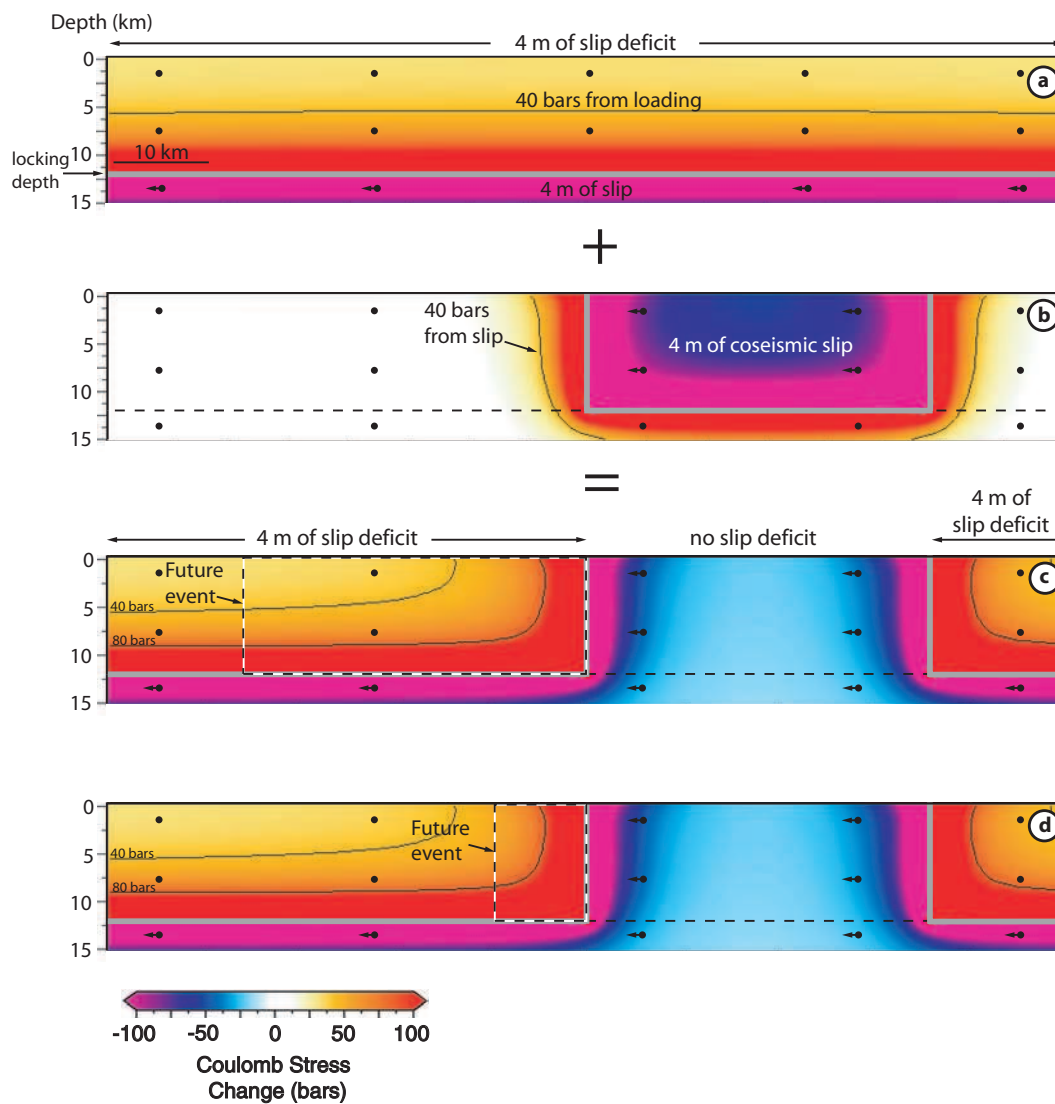 Depth (km)
4 m of slip deficit
a
0
5
10
15
40 bars from loading
10 km
locking
depth
4 m of slip
+
b
0
5
10
15
40 bars
from slip
4 m of coseismic slip
=
4 m of slip deficit
no slip deficit
4 m of
slip deficit
c
0
5
10
15
Future
event
40 bars
80 bars
d
0
5
10
15
Future
event
40 bars
80 bars
-100 -50 0 50 100
Coulomb Stress
Change (bars)